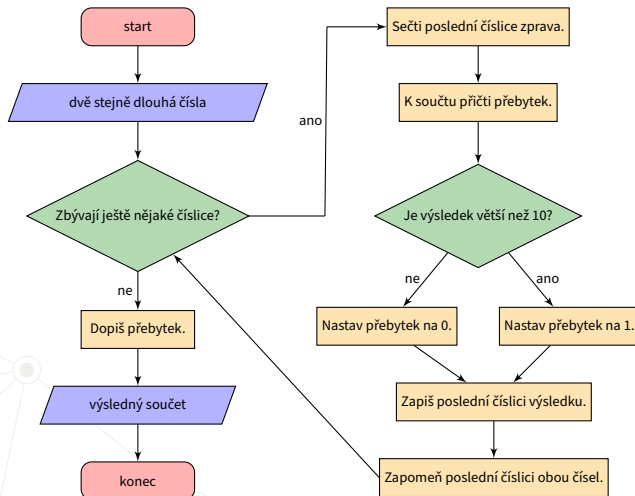 start
dvě stejně dlouhá čísla
Zbývají ještě nějaké číslice?
ne
Dopiš přebytek.
výsledný součet
konec
ano
Sečti poslední číslice zprava.
K součtu přičti přebytek.
Je výsledek větší než 10?
ne
ano
Nastav přebytek na 0.
Nastav přebytek na 1.
Zapiš poslední číslici výsledku.
Zapomeň poslední číslici obou čísel.